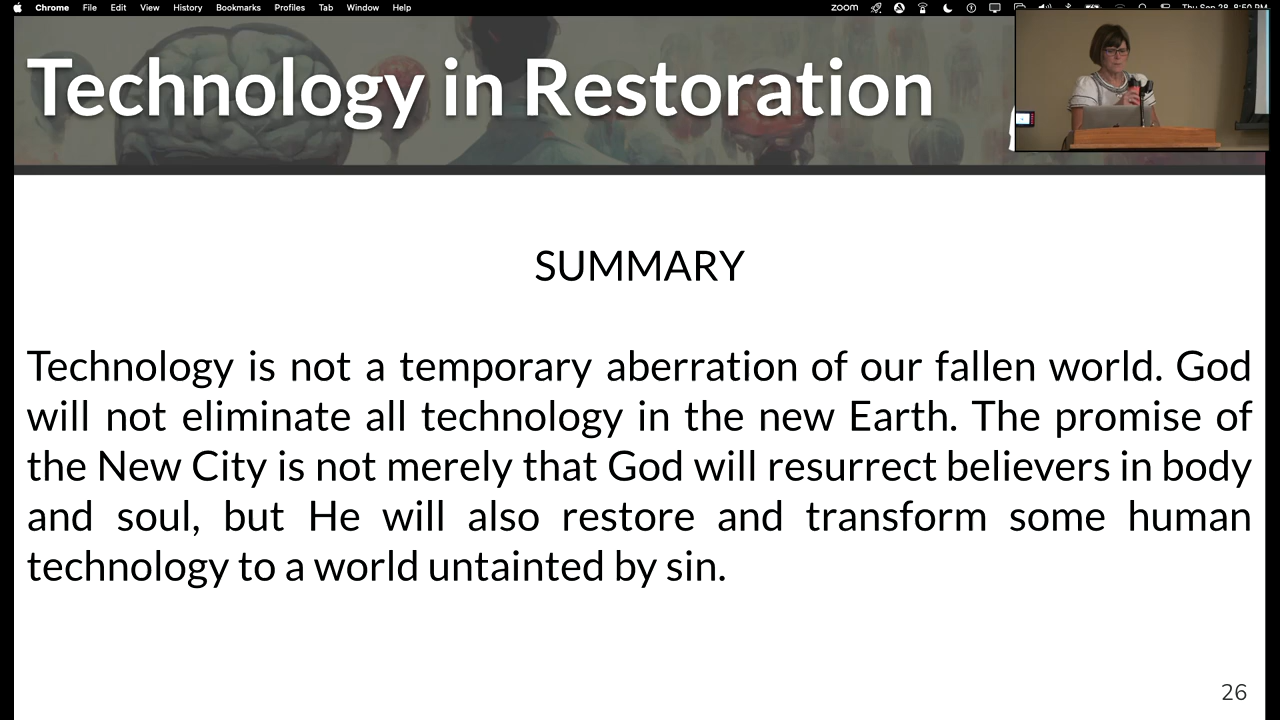 Chrome File Edit View History Bookmarks Profiles Tab Window Help zoom Thu Sep 28 8:50 PM
Technology in Restoration
SUMMARY
Technology is not a temporary aberration of our fallen world. God
will not eliminate all technology in the new Earth. The promise of
the New City is not merely that God will resurrect believers in body
and soul, but He will also restore and transform some human
technology to a world untainted by sin.
26